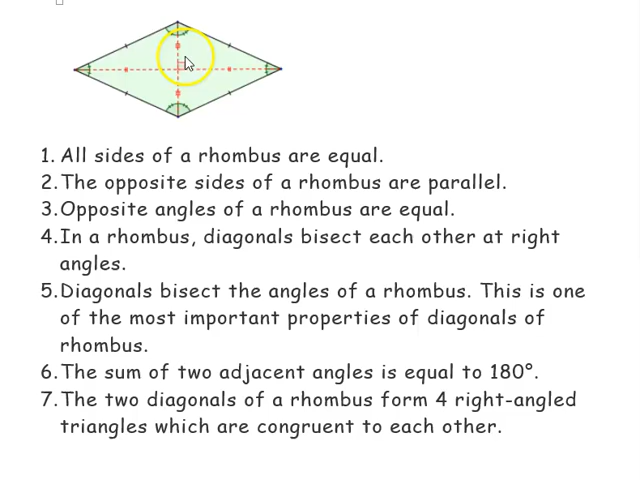 1. All sides of a rhombus are equal.
2.The opposite sides of a rhombus are parallel.
3.Opposite angles of a rhombus are equal.
4.In a rhombus, diagonals bisect each other at right
angles.
5.Diagonals bisect the angles of a rhombus. This is one
of the most important properties of diagonals of
rhombus.
6.The sum of two adjacent angles is equal to 180°.
7.The two diagonals of a rhombus form 4 right-angled
triangles which are congruent to each other.